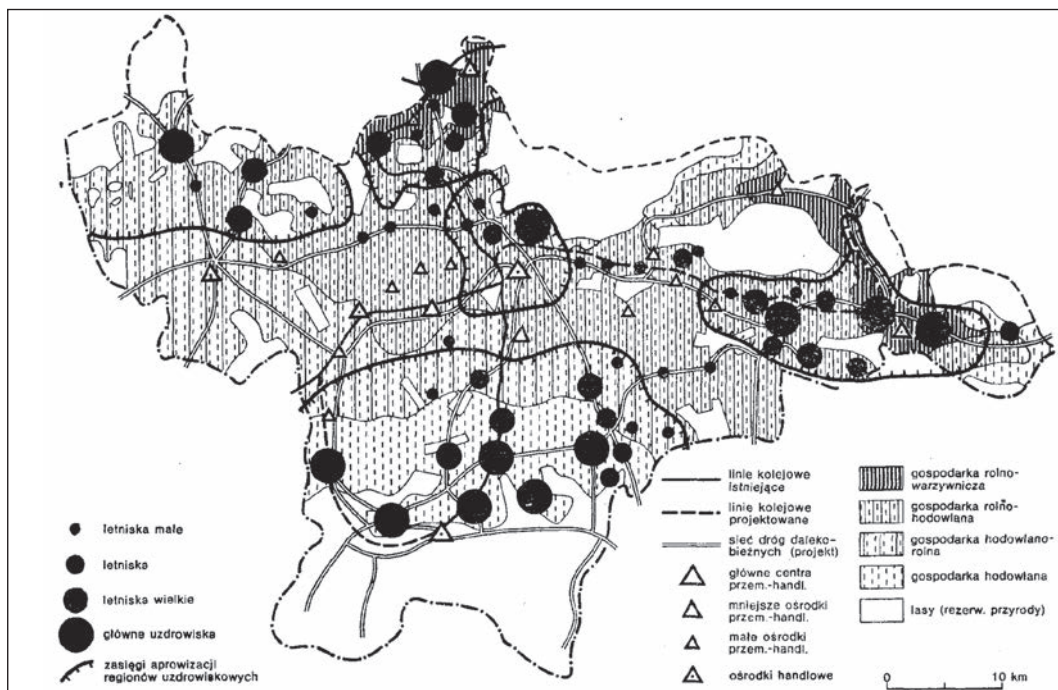 letniska małe
letniska
letniska wielkie
główne uzdrowiska
zasięgi aprowizacji
regionów uzdrowiskowych
linie kolejowe
istniejące
linie kolejowe
projektowane
sieć dróg daleko-
bieżnych (projekt)
główne centra
przem.-handl.
mniejsze ośrodki
przem.-handl.
małe ośrodki
przem.-handl.
ośrodki handlowe
gospodarka rolno-
warzywnicza
gospodarka rolno-
hodowlana
gospodarka hodowlano-
rolna
gospodarka hodowlana
lasy (rezerw. przyrody)
0 10 km